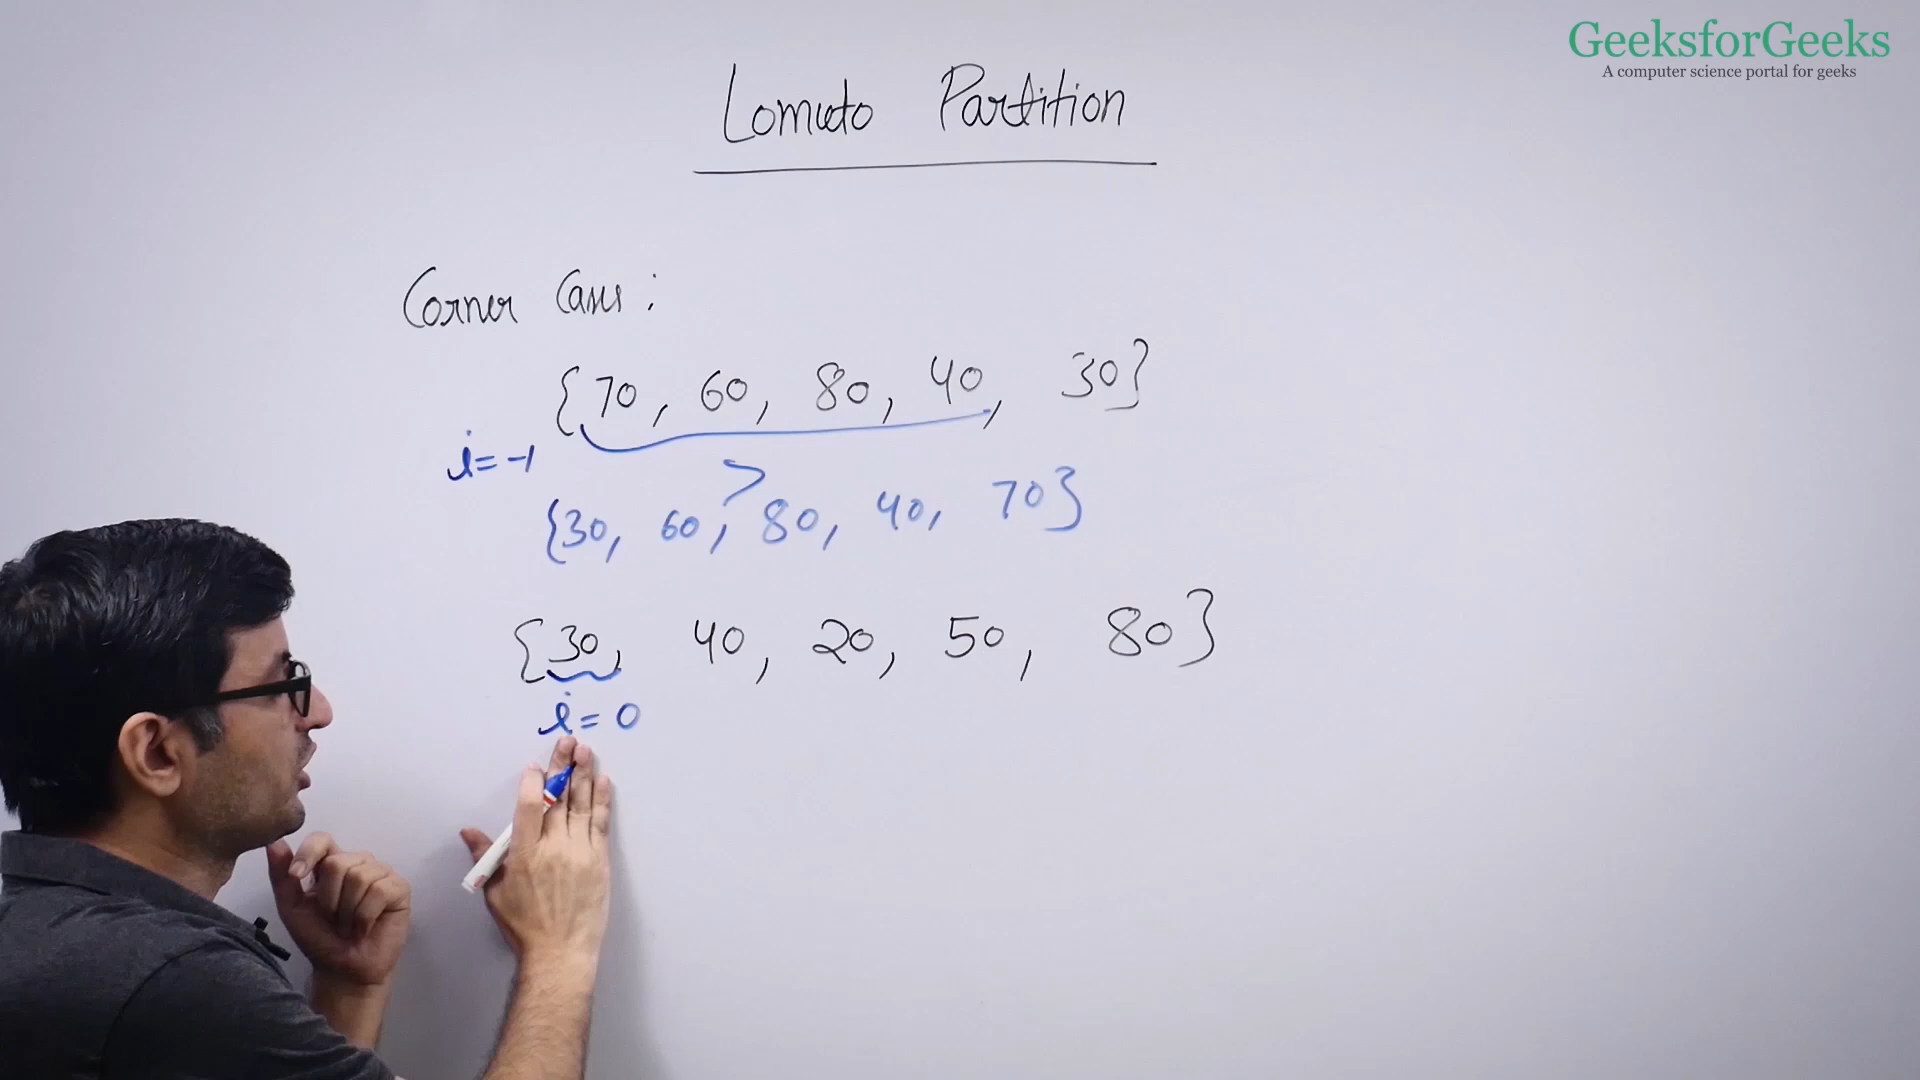 GeeksforGeeks
A computer science portal for geeks
Lomuto Partition
Corner Cases :
{70, 60, 80, 40, 30}
i = -1
>
{30, 60, 80, 40, 70}
{30, 40, 20, 50, 80}
i = 0